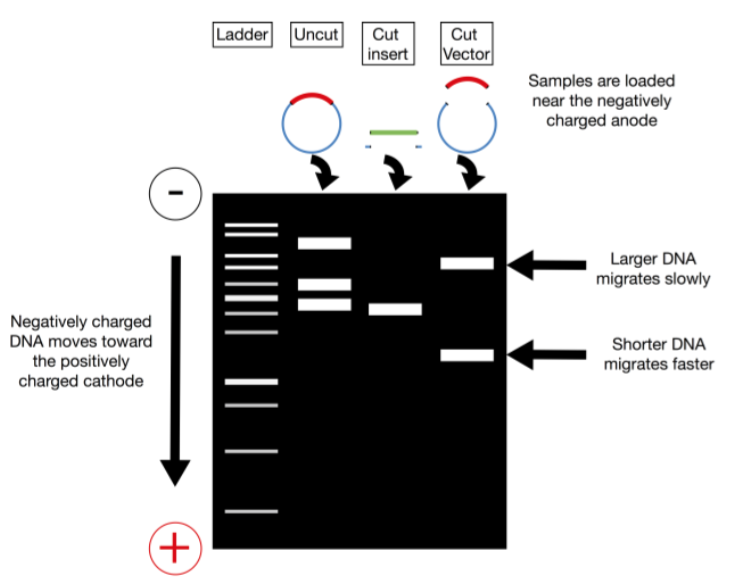 Ladder
Uncut
Cut
insert
Cut
Vector
Samples are loaded
near the negatively
charged anode
-
Larger DNA
migrates slowly
Negatively charged
DNA moves toward
the positively
charged cathode
Shorter DNA
migrates faster
+